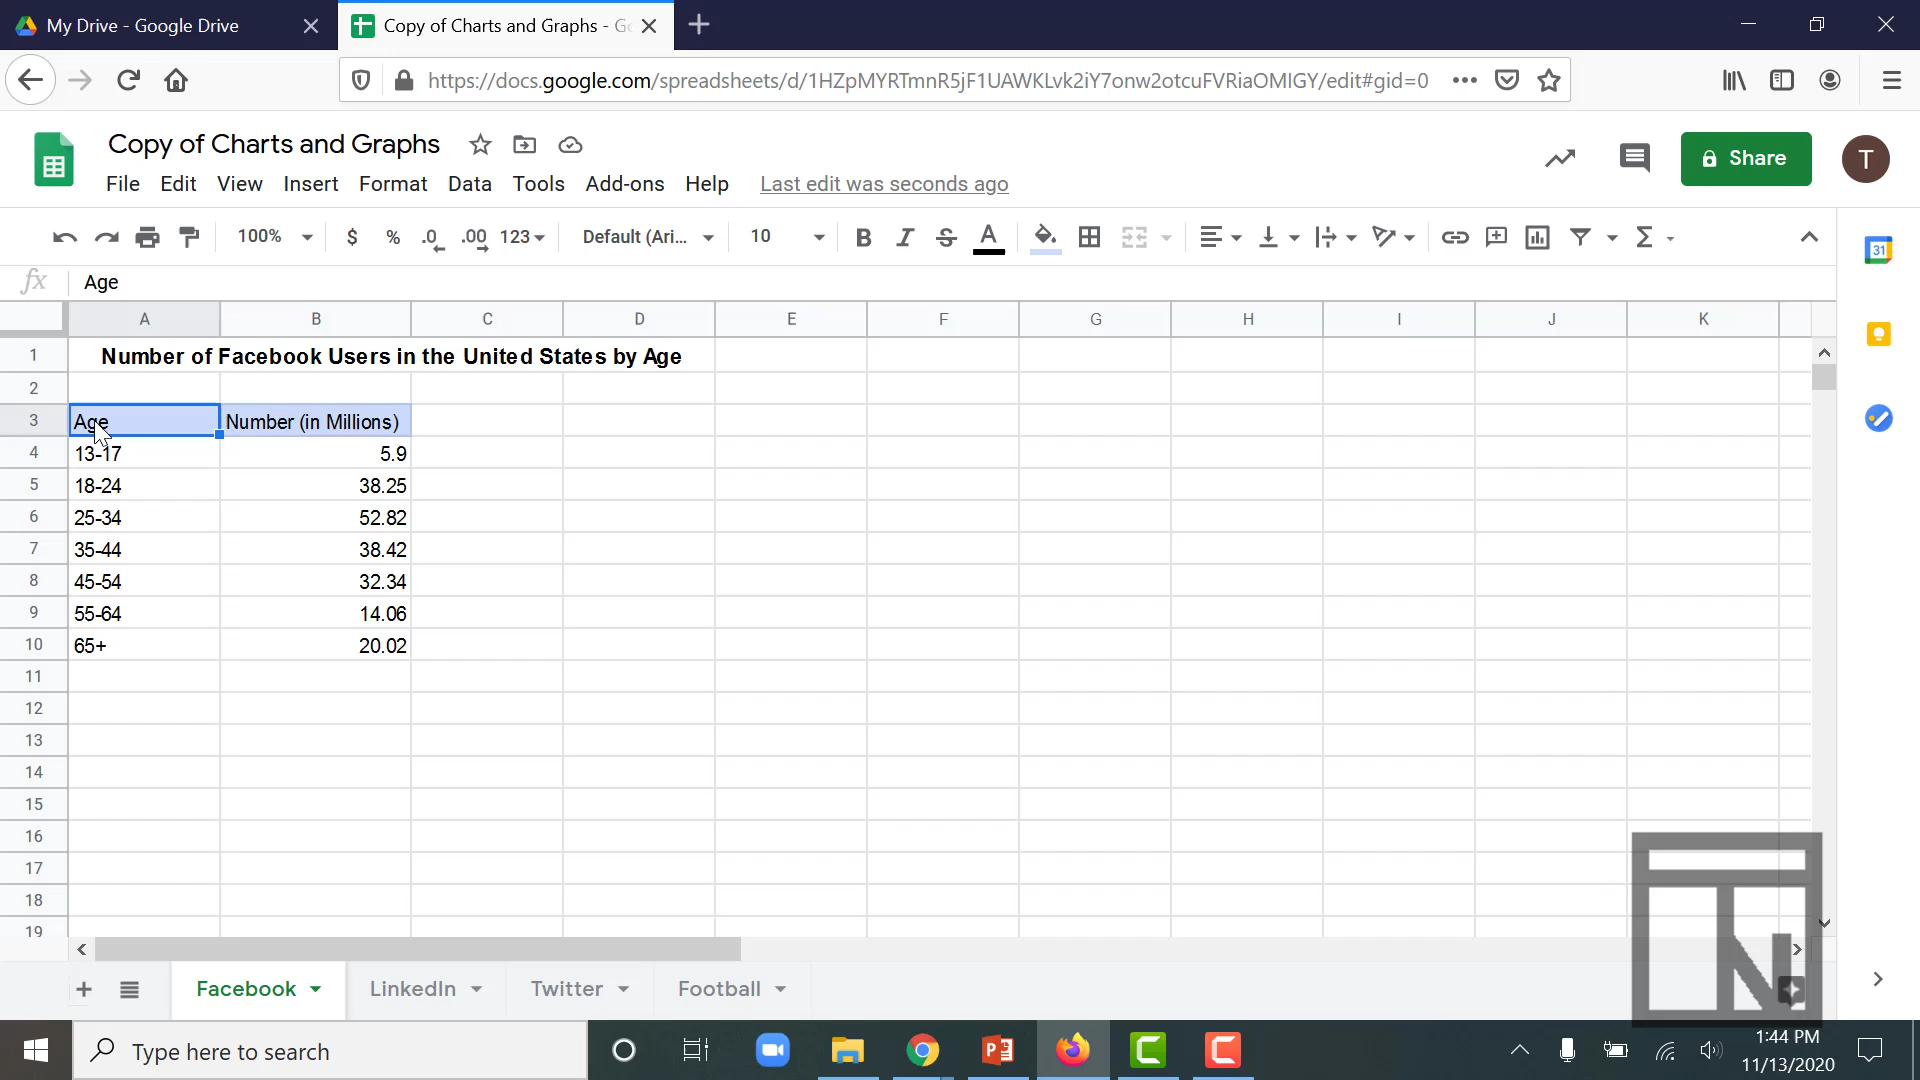 My Drive - Google Drive
Copy of Charts and Graphs - Go
https://docs.google.com/spreadsheets/d/1HZpMYRTmnR5jF1UAWKLvk2iY7onw2otcuFVRiaOMIGY/edit#gid=0
Copy of Charts and Graphs
File Edit View Insert Format Data Tools Add-ons Help Last edit was seconds ago
Share
T
100% $ % .0 .00 123 Default (Ari... 10 B I S A Σ
31
fx Age
A B C D E F G H I J K
1 Number of Facebook Users in the United States by Age
2
3 Age Number (in Millions)
4 13-17 5.9
5 18-24 38.25
6 25-34 52.82
7 35-44 38.42
8 45-54 32.34
9 55-64 14.06
10 65+ 20.02
11
12
13
14
15
16
17
18
19
Facebook LinkedIn Twitter Football
Type here to search
1:44 PM
11/13/2020